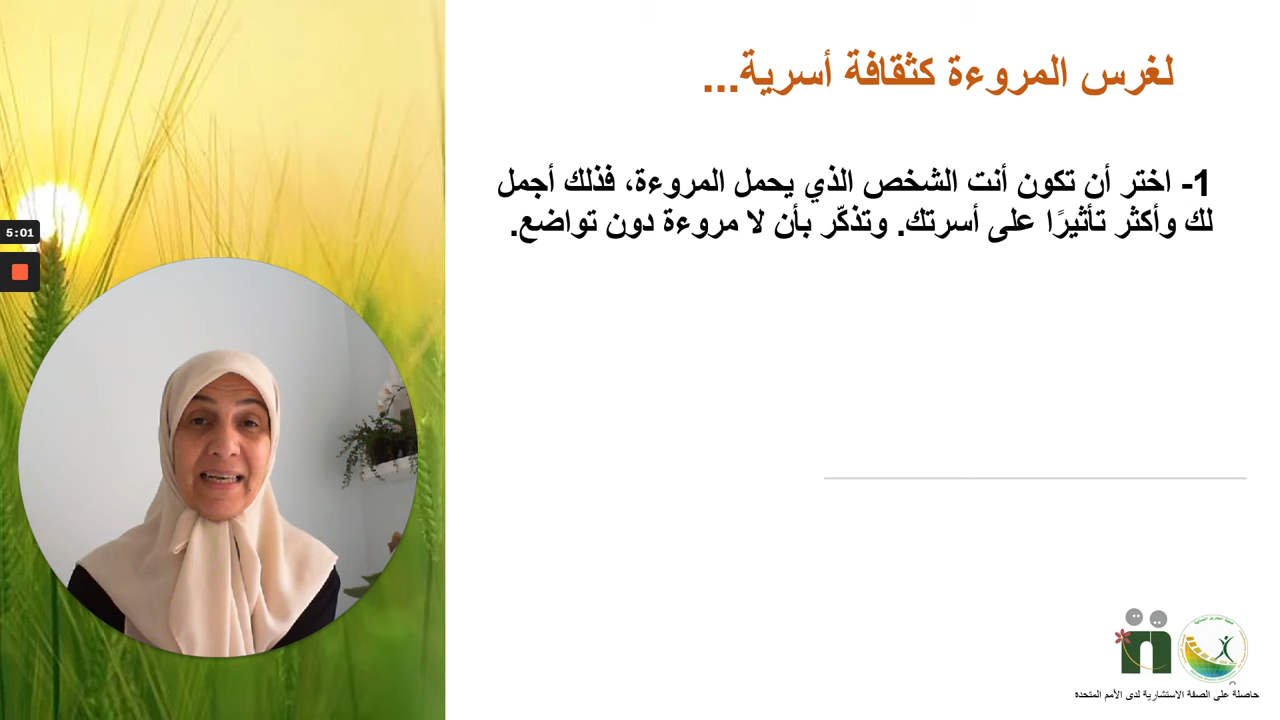 لغرس المروءة كثقافة أسرية...
1- اختر أن تكون أنت الشخص الذي يحمل المروءة، فذلك أجمل
لك وأكثر تأثيرًا على أسرتك. وتذكّر بأن لا مروءة دون تواضع.
5:01
حاصلة على الصفة الاستشارية لدى الأمم المتحدة